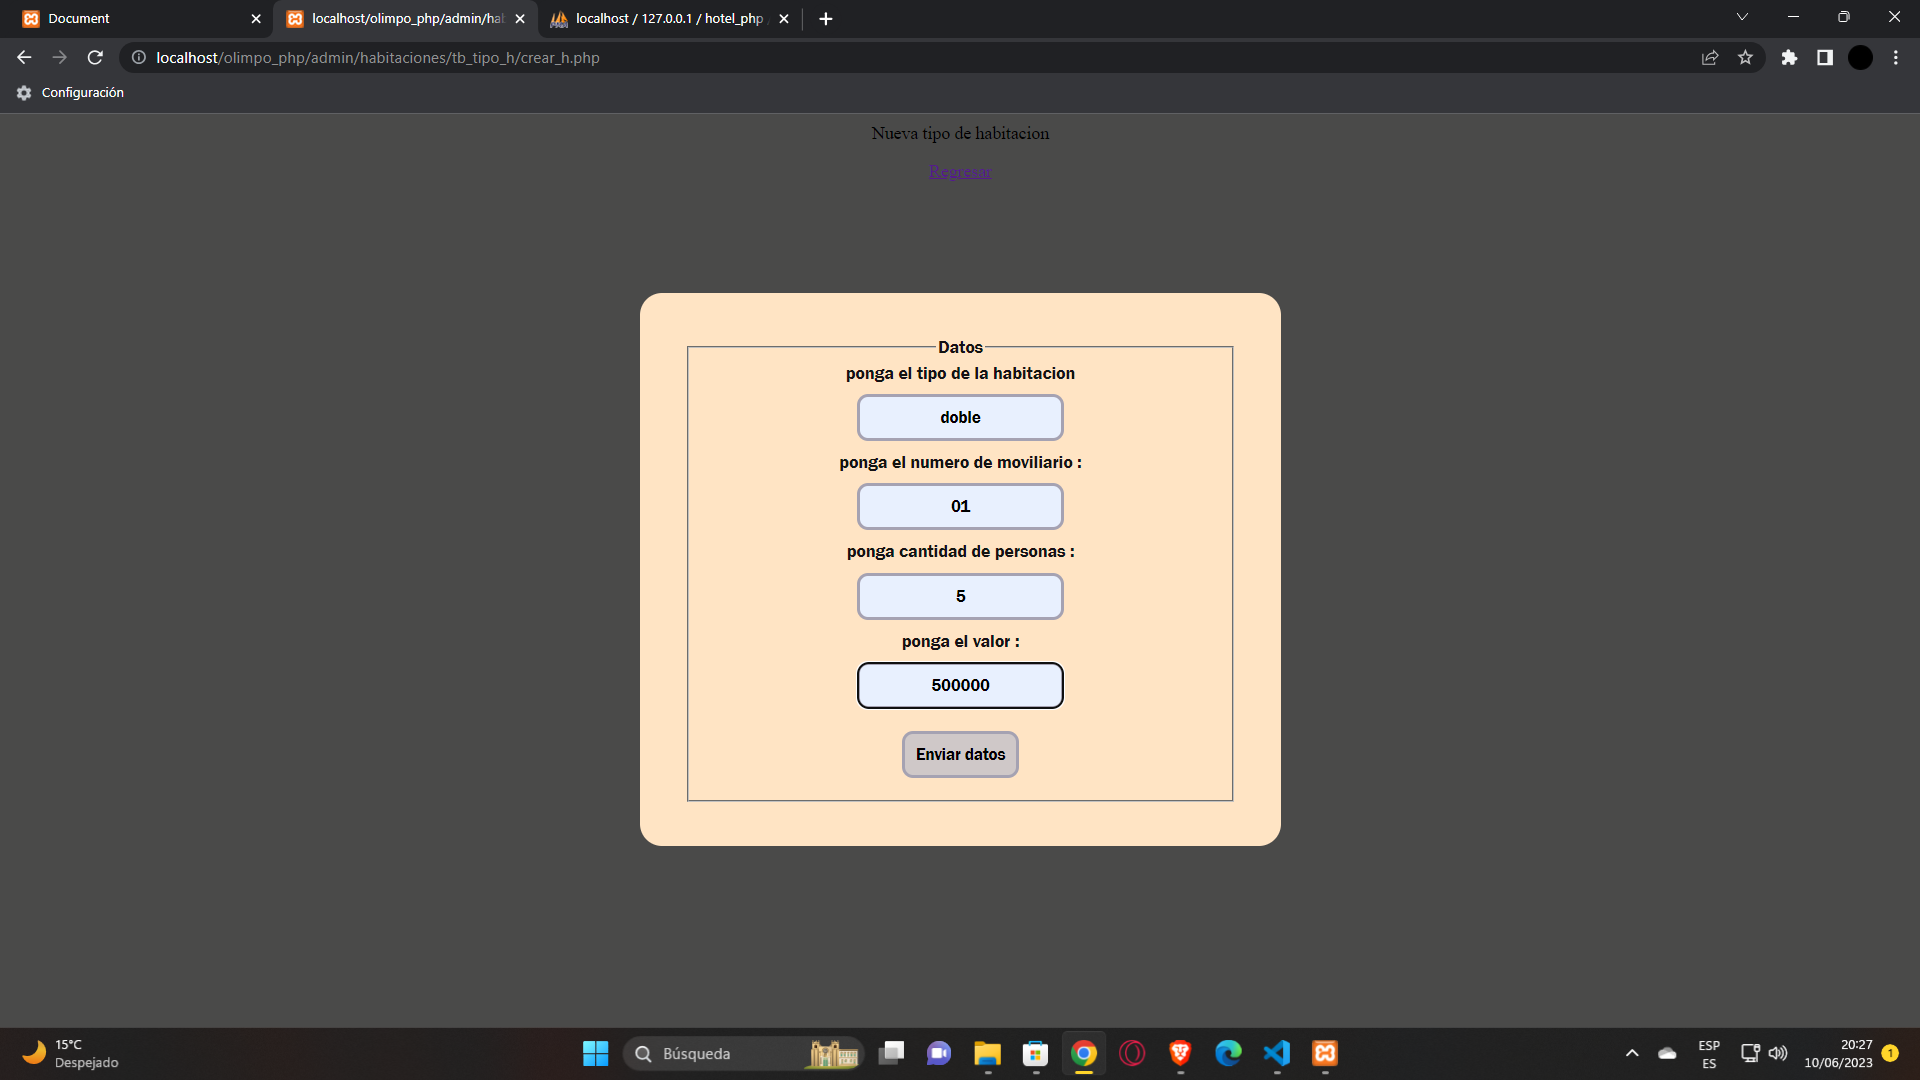 Document
localhost/olimpo_php/admin/hab
localhost / 127.0.0.1 / hotel_php
localhost/olimpo_php/admin/habitaciones/tb_tipo_h/crear_h.php
Configuración
Nueva tipo de habitacion
Regresar
Datos
ponga el tipo de la habitacion
doble
ponga el numero de moviliario :
01
ponga cantidad de personas :
5
ponga el valor :
500000
Enviar datos
15°C
Despejado
Búsqueda
ESP
ES
20:27
10/06/2023
1